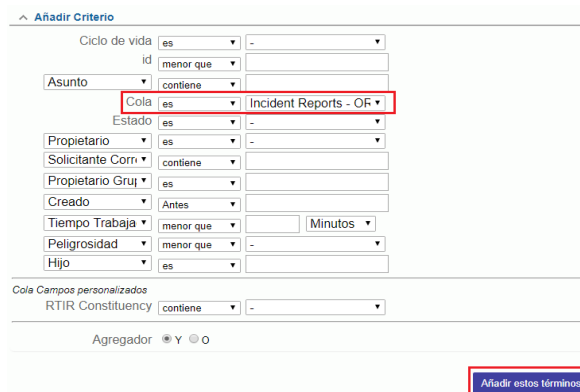 Añadir Criterio
Ciclo de vida es -
id menor que
Asunto contiene
Cola es Incident Reports - OR
Estado es -
Propietario es -
Solicitante Corre contiene
Propietario Grup es
Creado Antes
Tiempo Trabaja menor que Minutos
Peligrosidad menor que -
Hijo es
Cola Campos personalizados
RTIR Constituency contiene -
Agregador Y O
Añadir estos términos